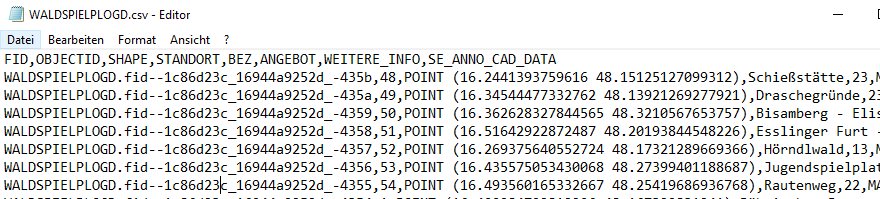 WALDSPIELPLOGD.csv - Editor
Datei Bearbeiten Format Ansicht ?
FID,OBJECTID,SHAPE,STANDORT,BEZ,ANGEBOT,WEITERE_INFO,SE_ANNO_CAD_DATA
WALDSPIELPLOGD.fid--1c86d23c_16944a9252d_-435b,48,POINT (16.2441393759616 48.15125127099312),Schießstätte,23,M
WALDSPIELPLOGD.fid--1c86d23c_16944a9252d_-435a,49,POINT (16.34544477332762 48.13921269277921),Draschegründe,23
WALDSPIELPLOGD.fid--1c86d23c_16944a9252d_-4359,50,POINT (16.362628327844565 48.3210567653757),Bisamberg - Elis
WALDSPIELPLOGD.fid--1c86d23c_16944a9252d_-4358,51,POINT (16.51642922872487 48.20193844548226),Esslinger Furt -
WALDSPIELPLOGD.fid--1c86d23c_16944a9252d_-4357,52,POINT (16.269375640552724 48.17321289669366),Hörndlwald,13,M
WALDSPIELPLOGD.fid--1c86d23c_16944a9252d_-4356,53,POINT (16.435575053430068 48.27399401188687),Jugendspielplat
WALDSPIELPLOGD.fid--1c86d23c_16944a9252d_-4355,54,POINT (16.493560165332667 48.25419686936768),Rautenweg,22,MA